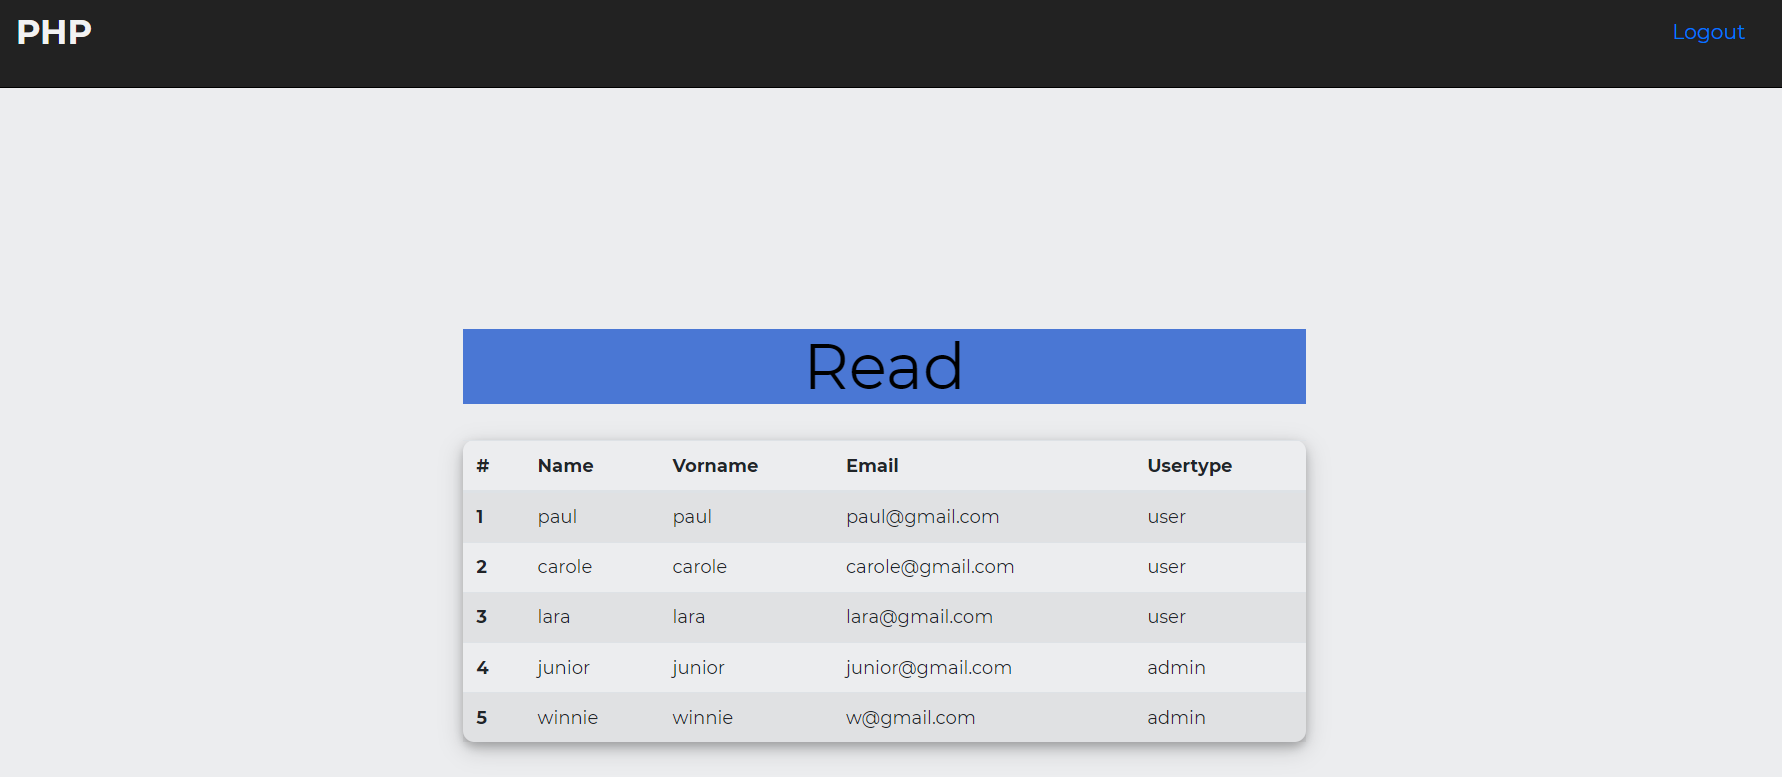 PHP Logout
Read
# Name Vorname Email Usertype
1 paul paul paul@gmail.com user
2 carole carole carole@gmail.com user
3 lara lara lara@gmail.com user
4 junior junior junior@gmail.com admin
5 winnie winnie w@gmail.com admin